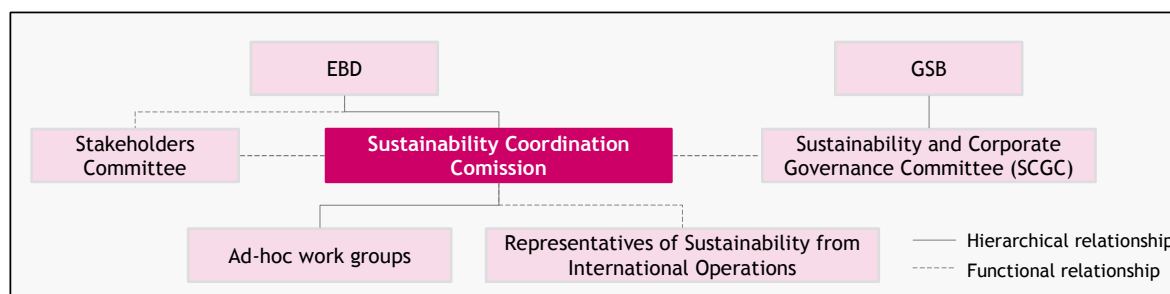 EBD
GSB
Stakeholders
Committee
Sustainability Coordination
Comission
Sustainability and Corporate
Governance Committee (SCGC)
Ad-hoc work groups
Representatives of Sustainability from
International Operations
Hierarchical relationship
Functional relationship